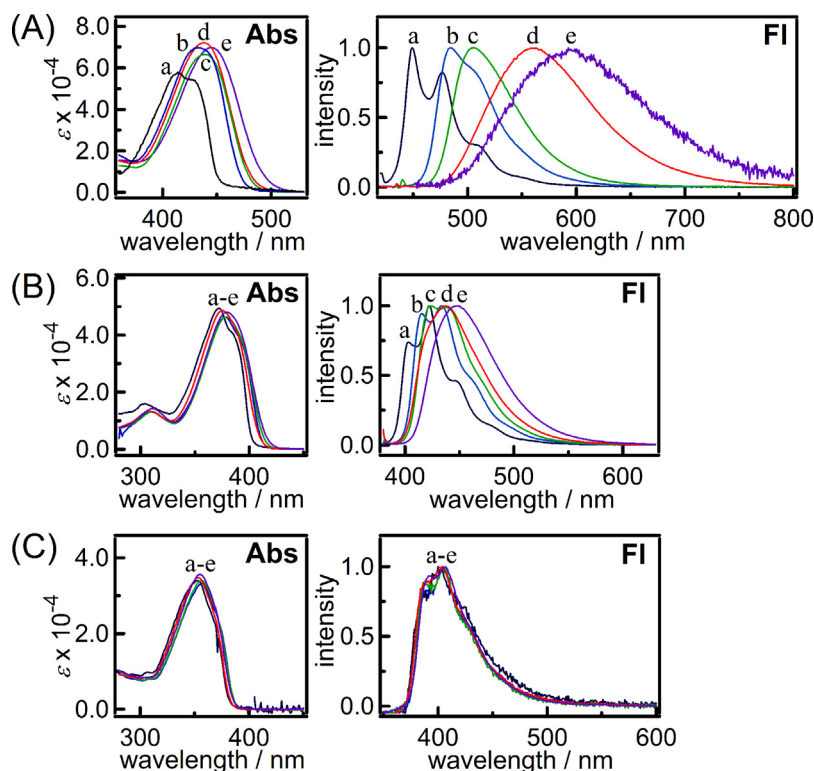 (A)
Abs
a b c d e
ε x 10⁻⁴
8.0
6.0
4.0
2.0
0.0
400 500
wavelength / nm
Fl
a b c d e
intensity
1.0
0.5
0.0
500 600 700 800
wavelength / nm
(B)
Abs
a-e
ε x 10⁻⁴
6.0
4.0
2.0
0.0
300 400
wavelength / nm
Fl
a b c d e
intensity
1.0
0.5
0.0
400 500 600
wavelength / nm
(C)
Abs
a-e
ε x 10⁻⁴
4.0
2.0
0.0
300 400
wavelength / nm
Fl
a-e
intensity
1.0
0.5
0.0
400 500 600
wavelength / nm